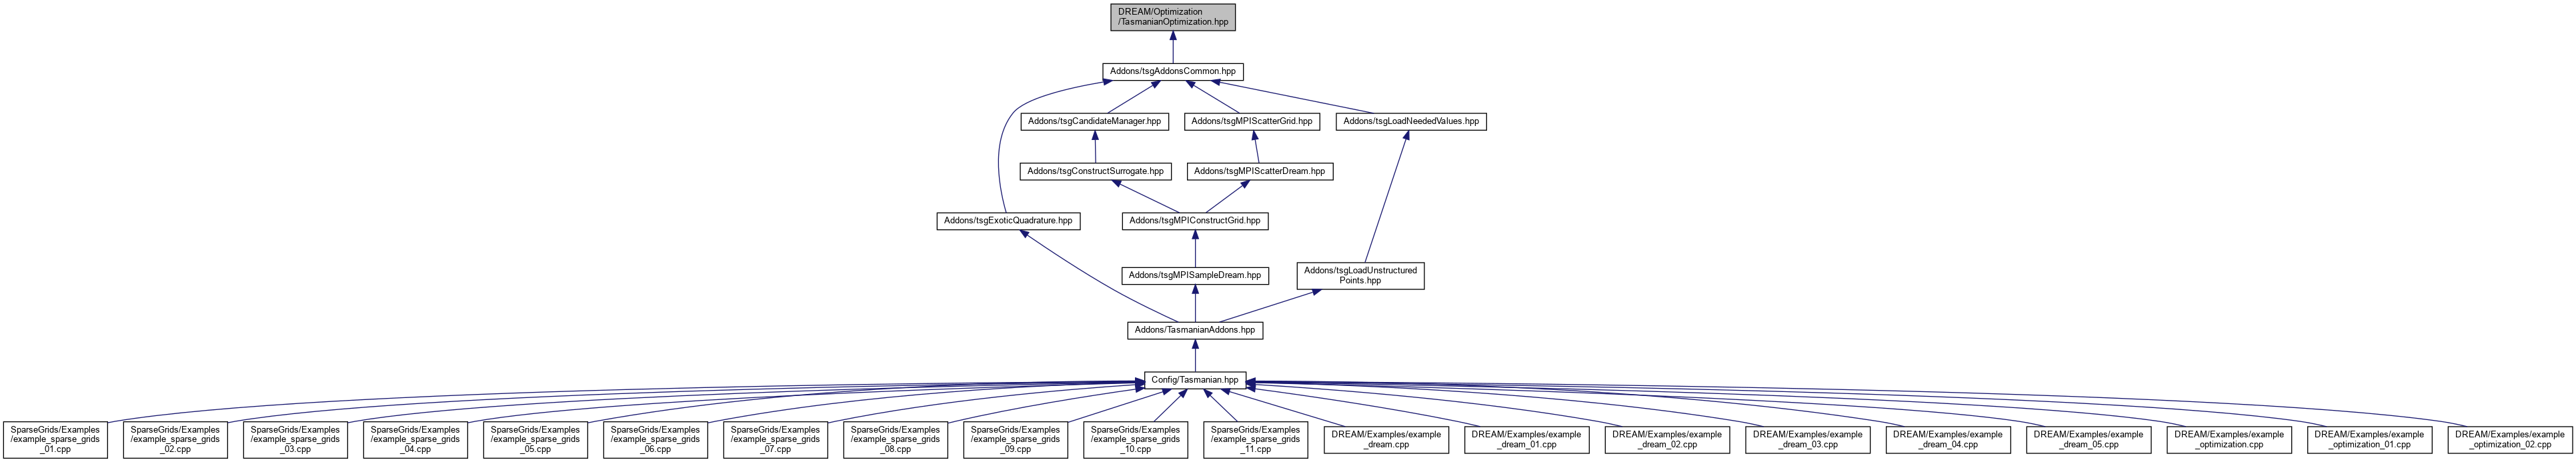 DREAM/Optimization
/TasmanianOptimization.hpp
Addons/tsgAddonsCommon.hpp
Addons/tsgCandidateManager.hpp
Addons/tsgMPIScatterGrid.hpp
Addons/tsgLoadNeededValues.hpp
Addons/tsgConstructSurrogate.hpp
Addons/tsgMPIScatterDream.hpp
Addons/tsgExoticQuadrature.hpp
Addons/tsgMPIConstructGrid.hpp
Addons/tsgMPISampleDream.hpp
Addons/tsgLoadUnstructured
Points.hpp
Addons/TasmanianAddons.hpp
Config/Tasmanian.hpp
SparseGrids/Examples
/example_sparse_grids
_01.cpp
SparseGrids/Examples
/example_sparse_grids
_02.cpp
SparseGrids/Examples
/example_sparse_grids
_03.cpp
SparseGrids/Examples
/example_sparse_grids
_04.cpp
SparseGrids/Examples
/example_sparse_grids
_05.cpp
SparseGrids/Examples
/example_sparse_grids
_06.cpp
SparseGrids/Examples
/example_sparse_grids
_07.cpp
SparseGrids/Examples
/example_sparse_grids
_08.cpp
SparseGrids/Examples
/example_sparse_grids
_09.cpp
SparseGrids/Examples
/example_sparse_grids
_10.cpp
SparseGrids/Examples
/example_sparse_grids
_11.cpp
DREAM/Examples/example
_dream.cpp
DREAM/Examples/example
_dream_01.cpp
DREAM/Examples/example
_dream_02.cpp
DREAM/Examples/example
_dream_03.cpp
DREAM/Examples/example
_dream_04.cpp
DREAM/Examples/example
_dream_05.cpp
DREAM/Examples/example
_optimization.cpp
DREAM/Examples/example
_optimization_01.cpp
DREAM/Examples/example
_optimization_02.cpp